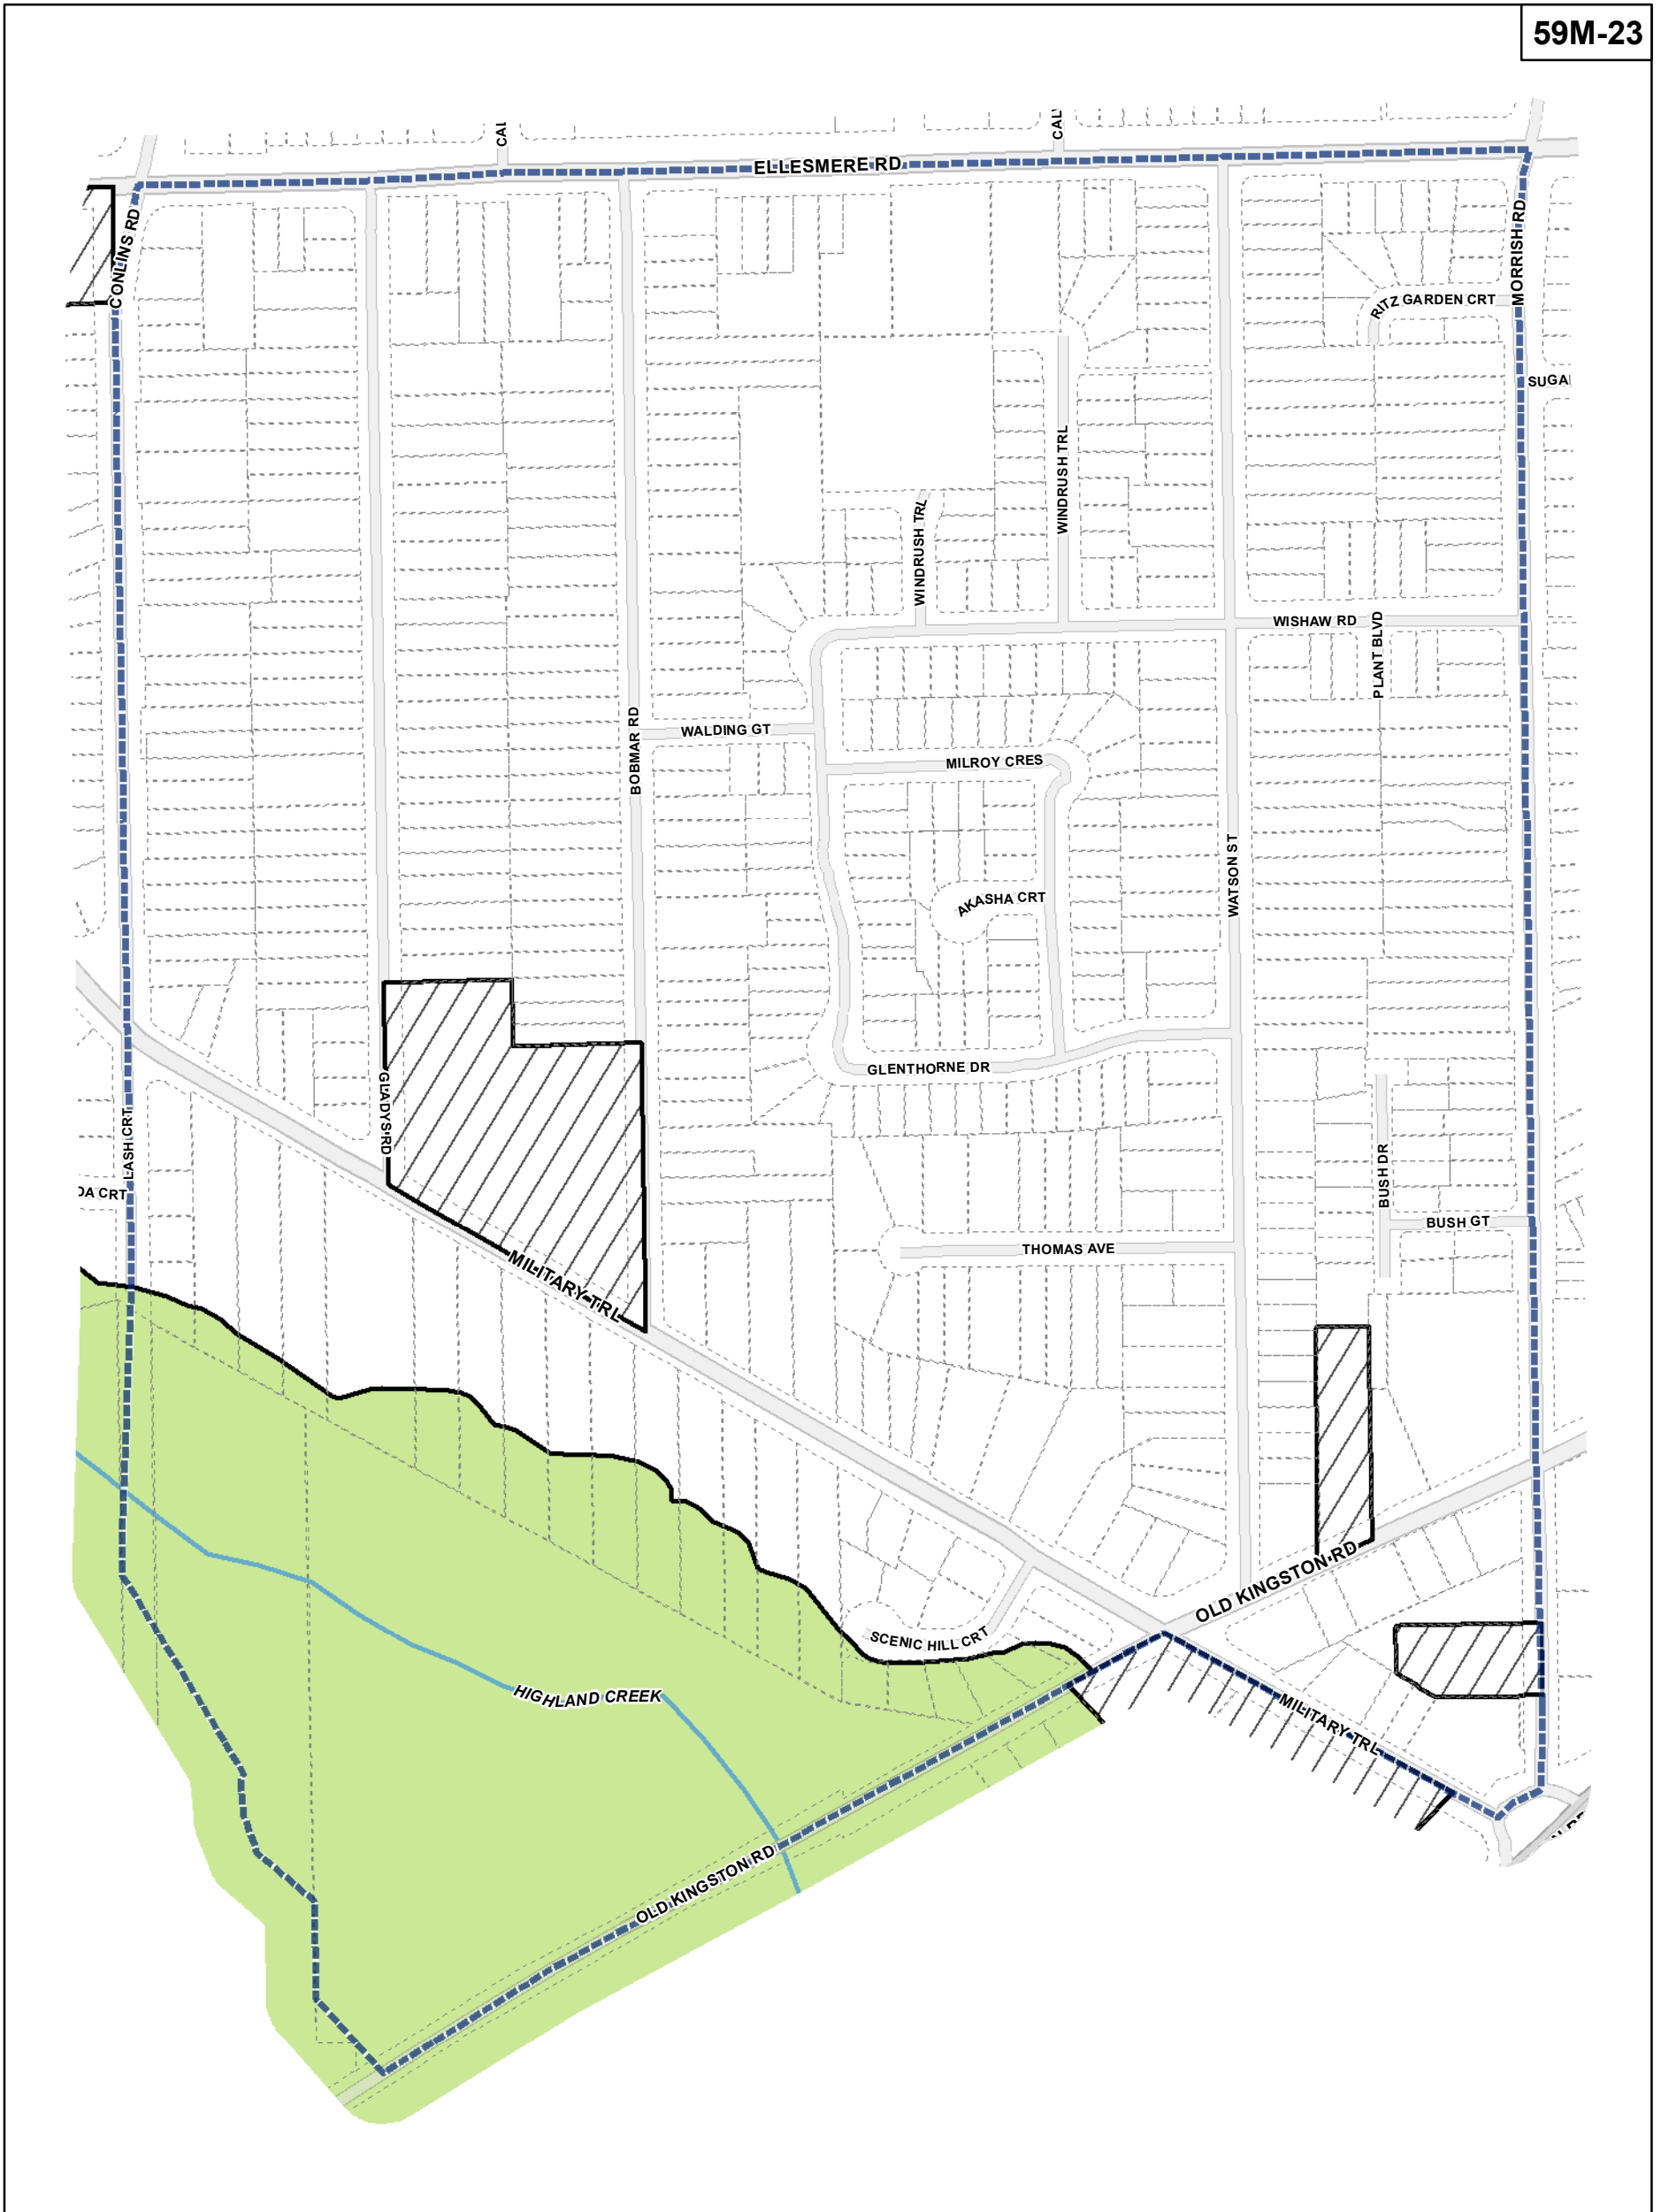 59M-23
CAL
CAL
ELLESMERE RD
CONLINS RD
MORRISH RD
RITZ GARDEN CRT
SUGA
WINDRUSH TRL
WINDRUSH TRL
WISHAW RD
PLANT BLVD
BOBMAR RD
WALDING GT
MILROY CRES
WATSON ST
AKASHA CRT
GLENTHORNE DR
GLADYS RD
LASH CRT
DA CRT
BUSH DR
BUSH GT
THOMAS AVE
MILITARY TRL
OLD KINGSTON RD
SCENIC HILL CRT
HIGHLAND CREEK
MILITARY TRL
OLD KINGSTON RD